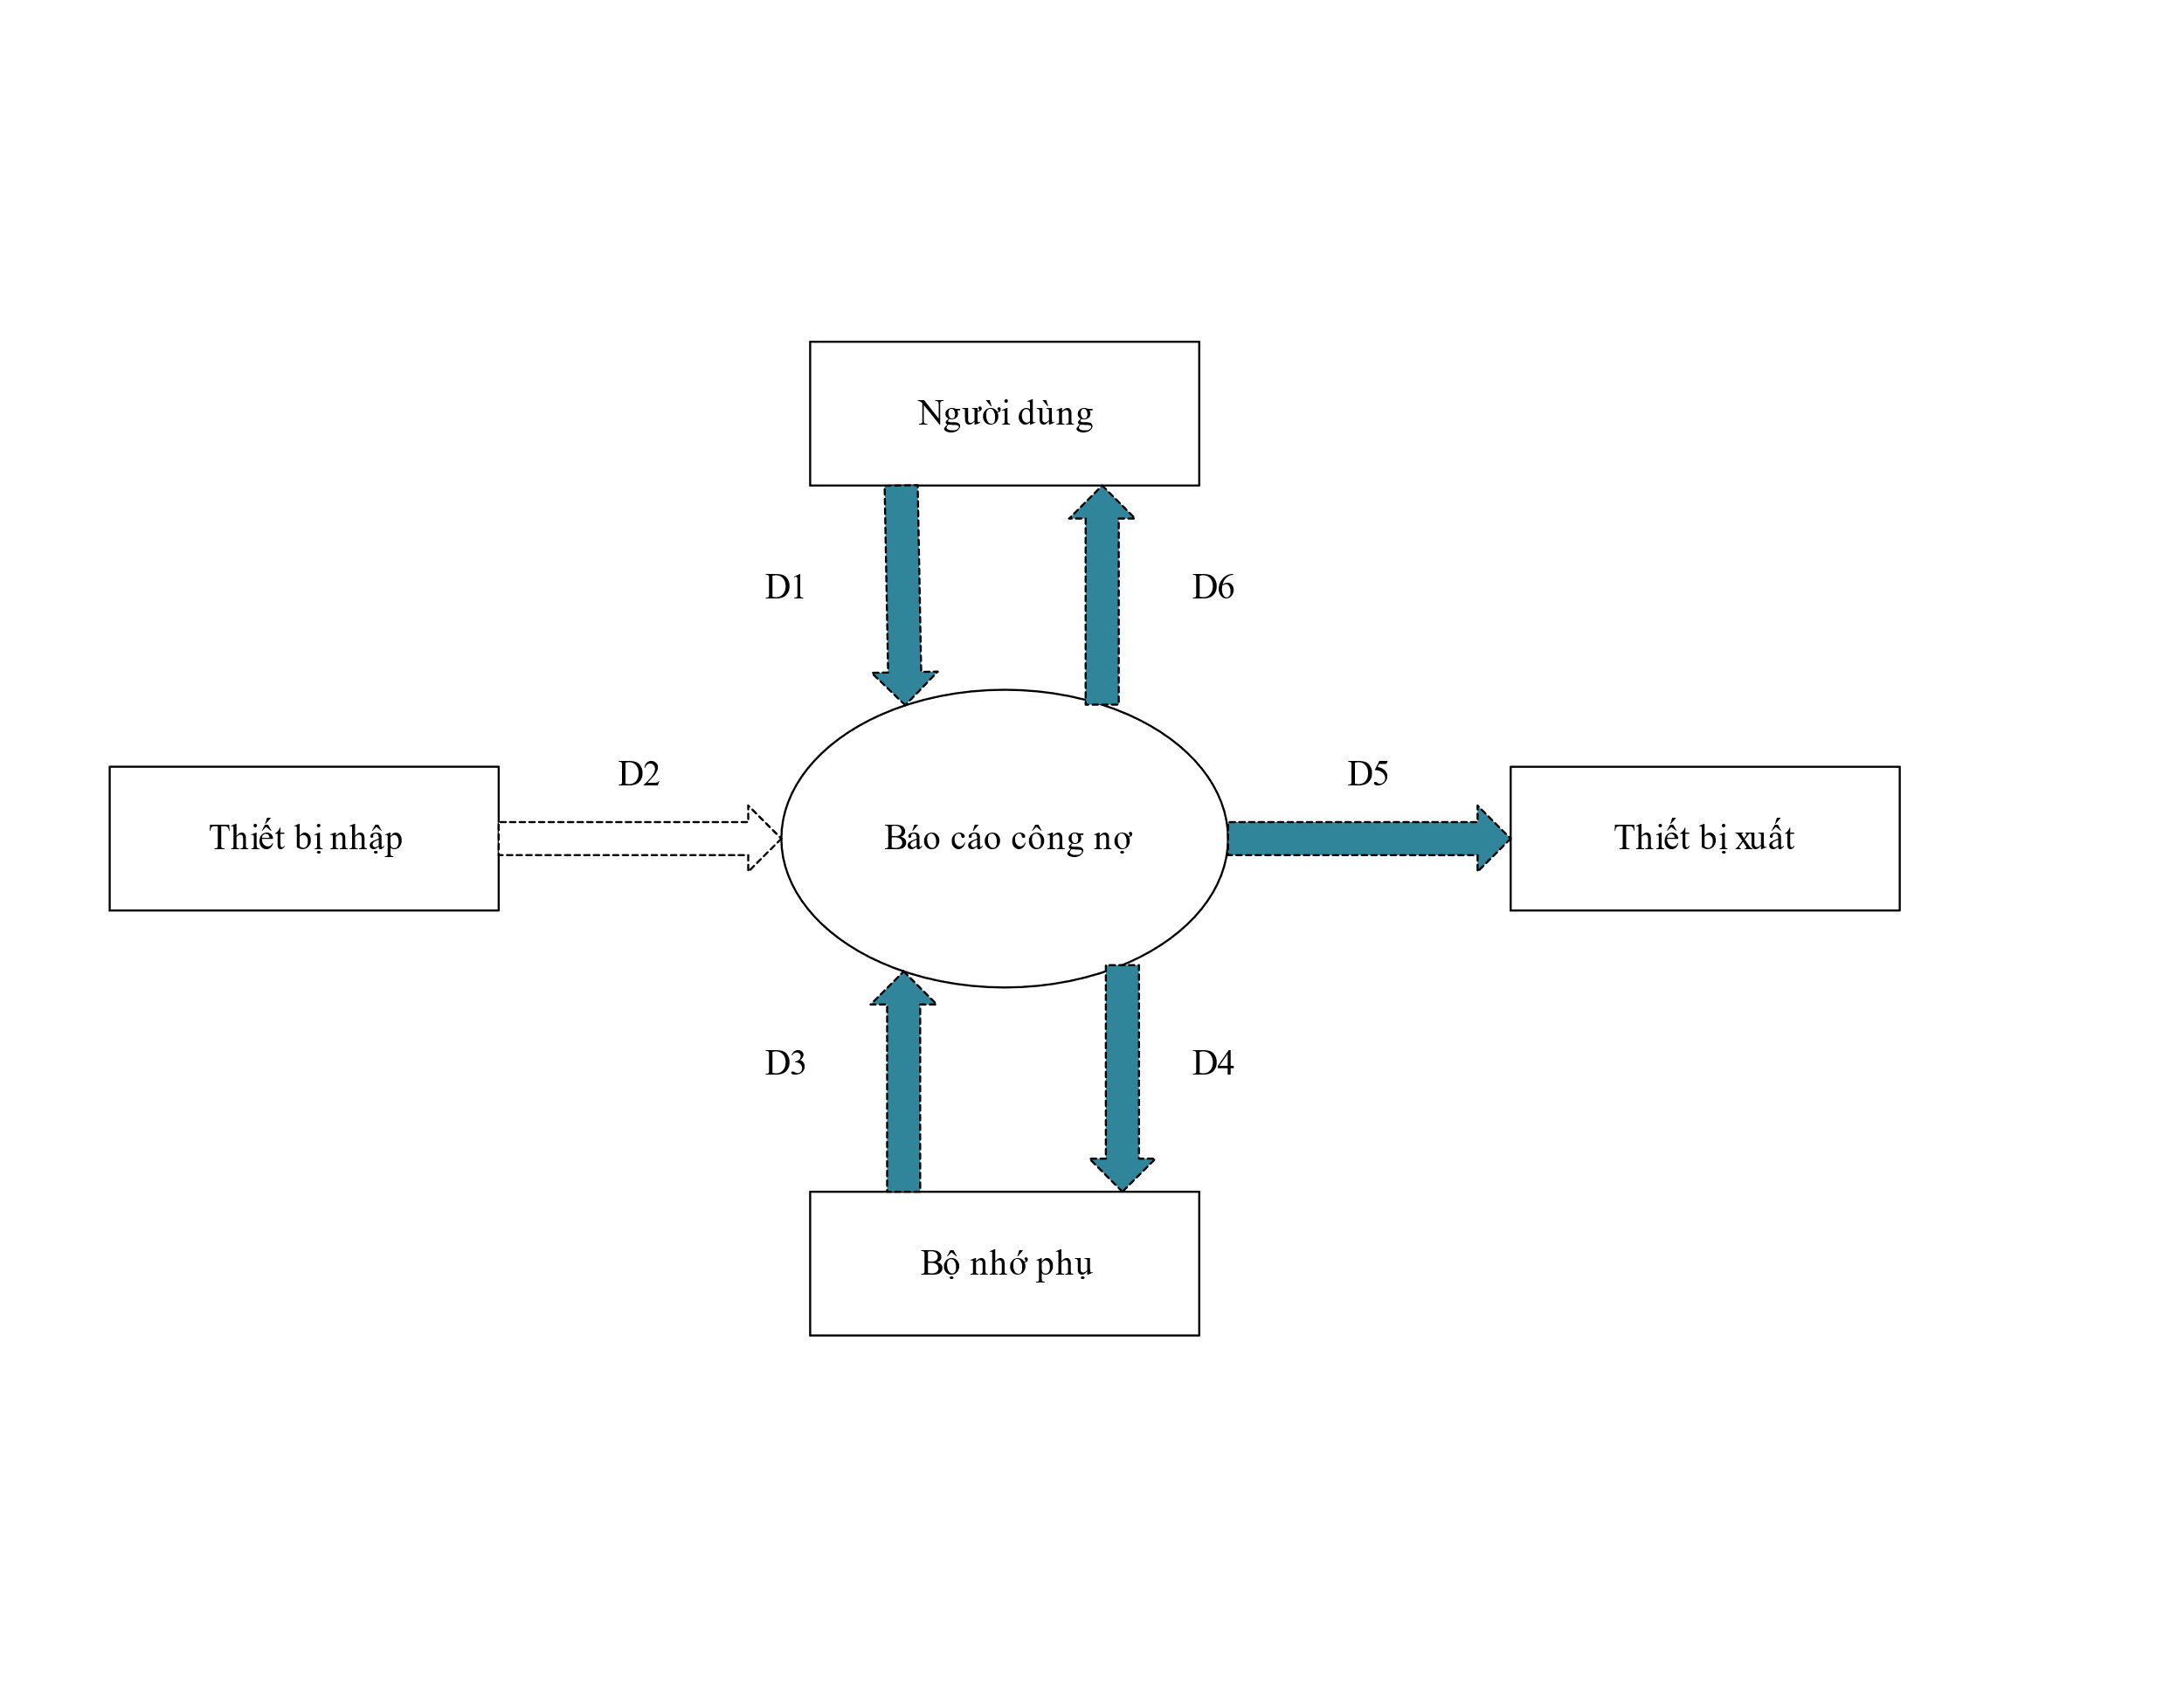 Người dùng
D1
D6
D2
D5
Thiết bị nhập
Báo cáo công nợ
Thiết bị xuất
D3
D4
Bộ nhớ phụ